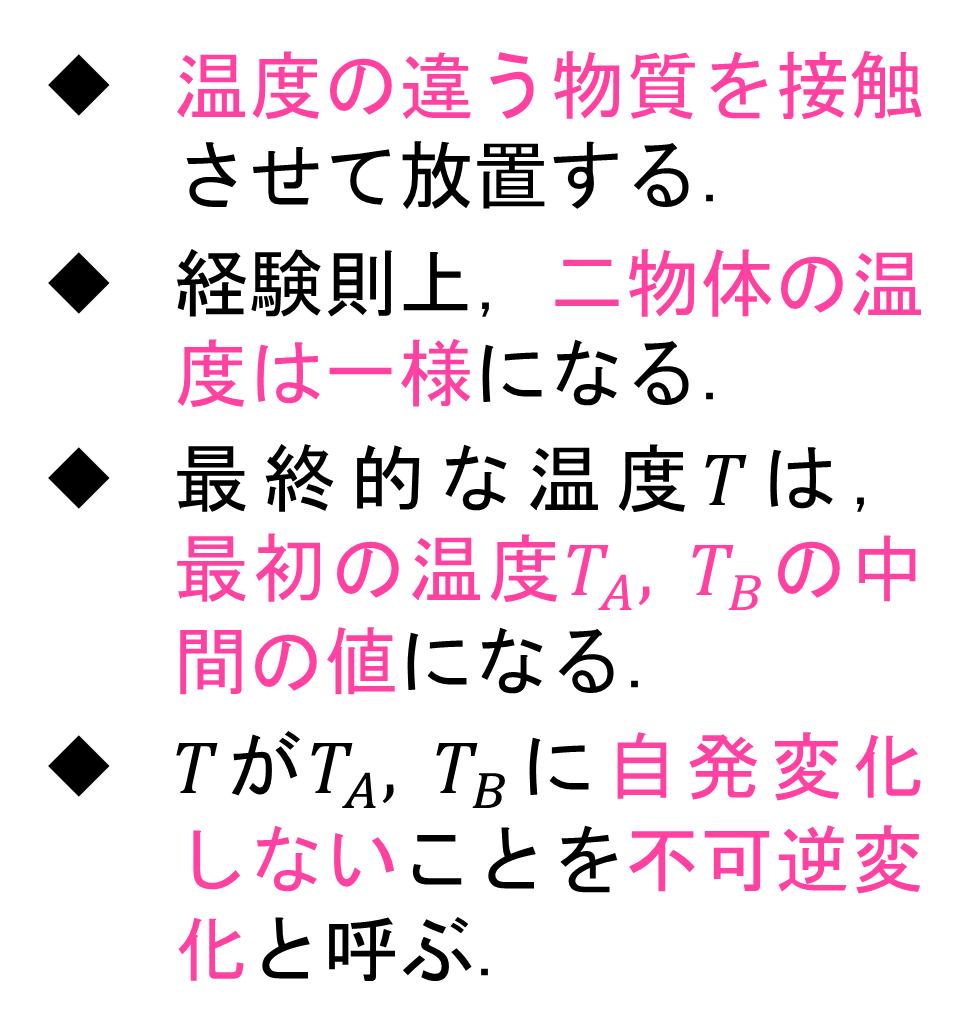 ◆ 温度の違う物質を接触
させて放置する.
◆ 経験則上, 二物体の温
度は一様になる.
◆ 最終的な温度Tは,
最初の温度T_A, T_Bの中
間の値になる.
◆ TがT_A, T_Bに自発変化
しないことを不可逆変
化と呼ぶ.